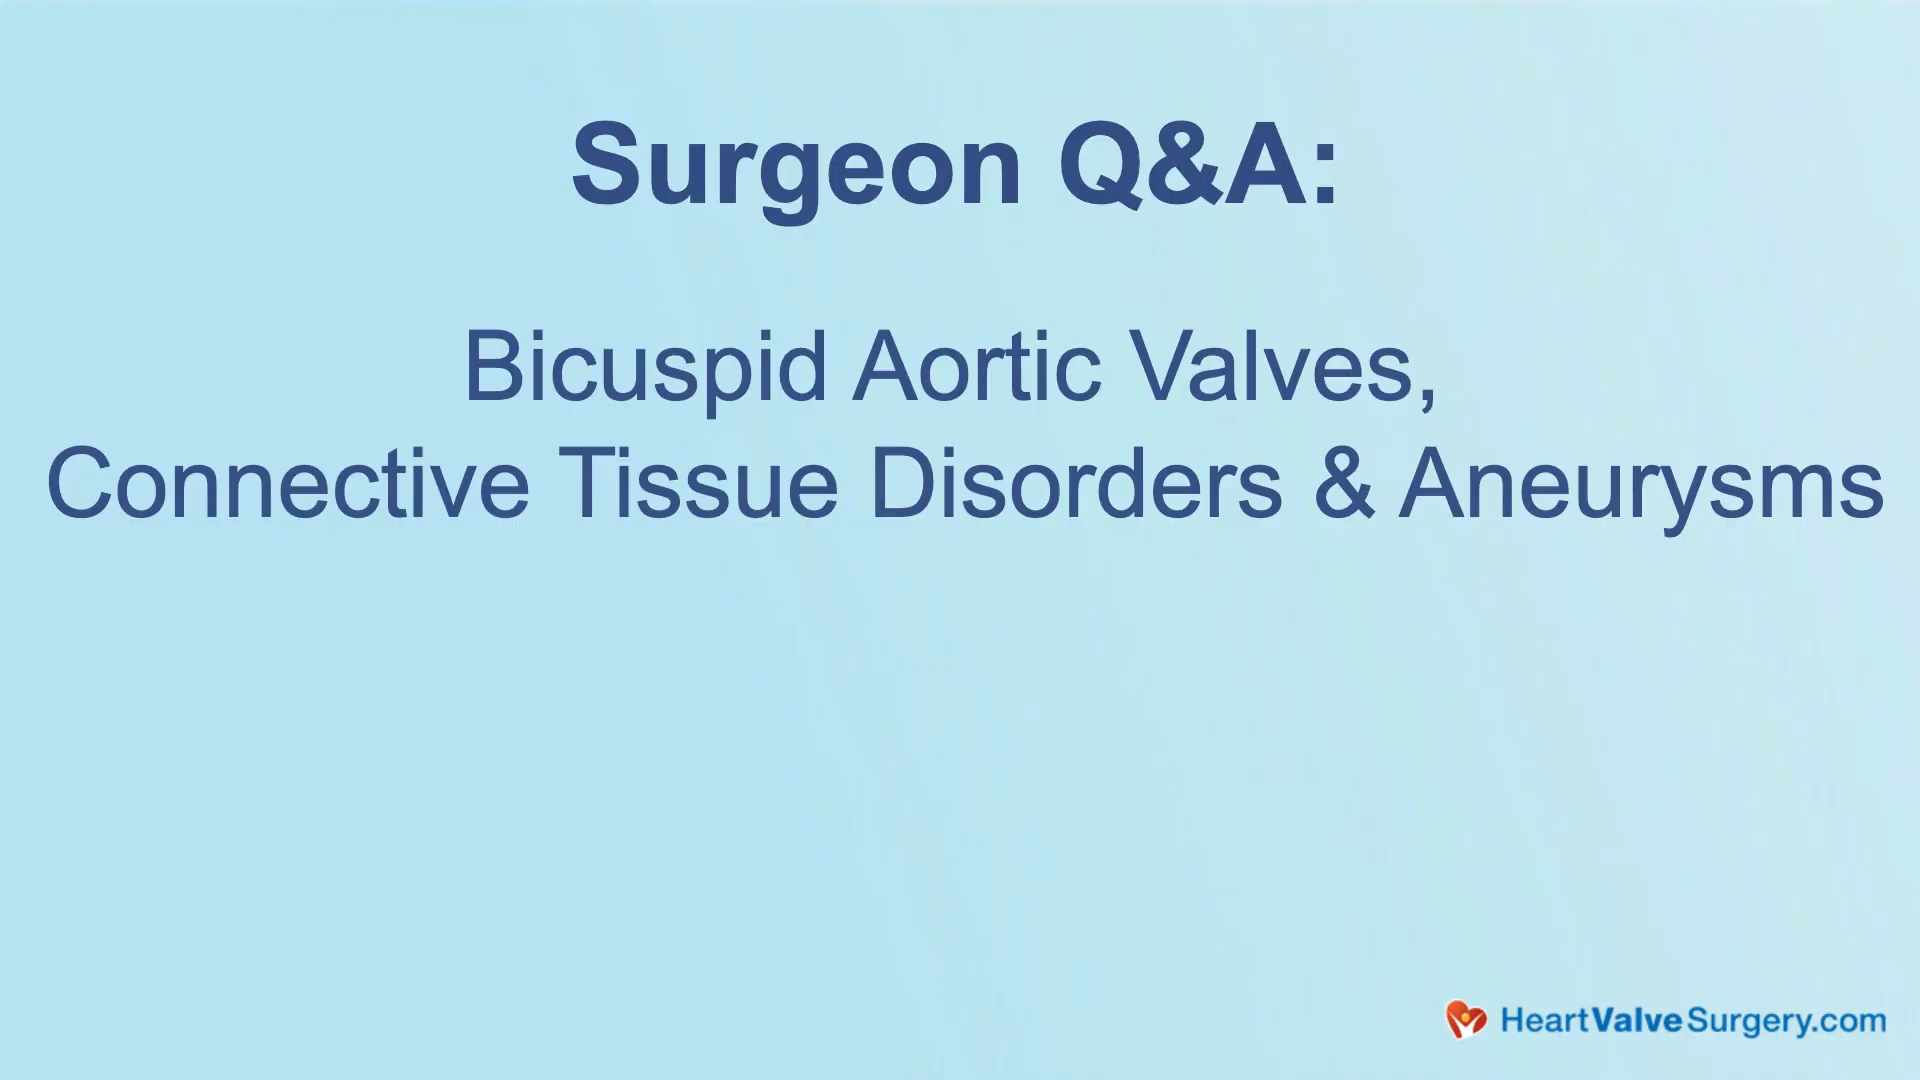 Surgeon Q&A:
Bicuspid Aortic Valves,
Connective Tissue Disorders & Aneurysms
HeartValveSurgery.com